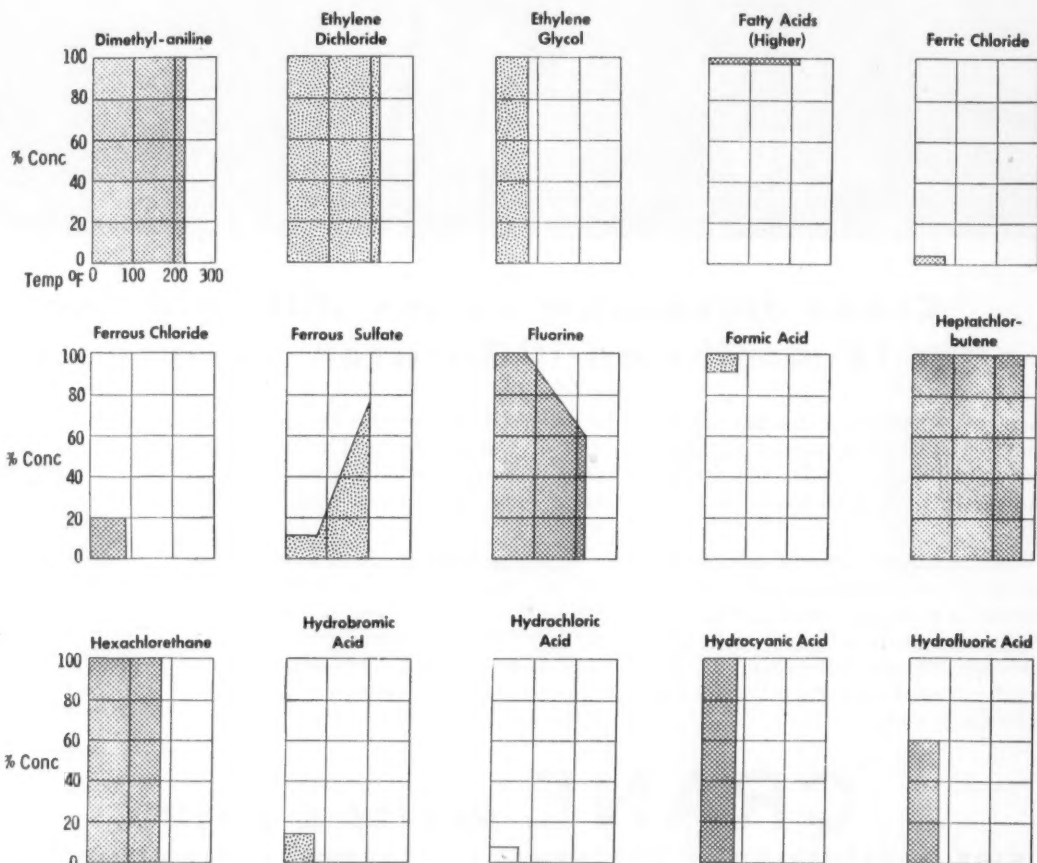 Dimethyl-aniline
Ethylene
Dichloride
Ethylene
Glycol
Fatty Acids
(Higher)
Ferric Chloride
100
80
60
% Conc
40
20
0
Temp °F 0 100 200 300
Ferrous Chloride
Ferrous Sulfate
Fluorine
Formic Acid
Heptatchlor-
butene
100
80
60
% Conc
40
20
0
Hexachlorethane
Hydrobromic
Acid
Hydrochloric
Acid
Hydrocyanic Acid
Hydrofluoric Acid
100
80
60
% Conc
40
20
0